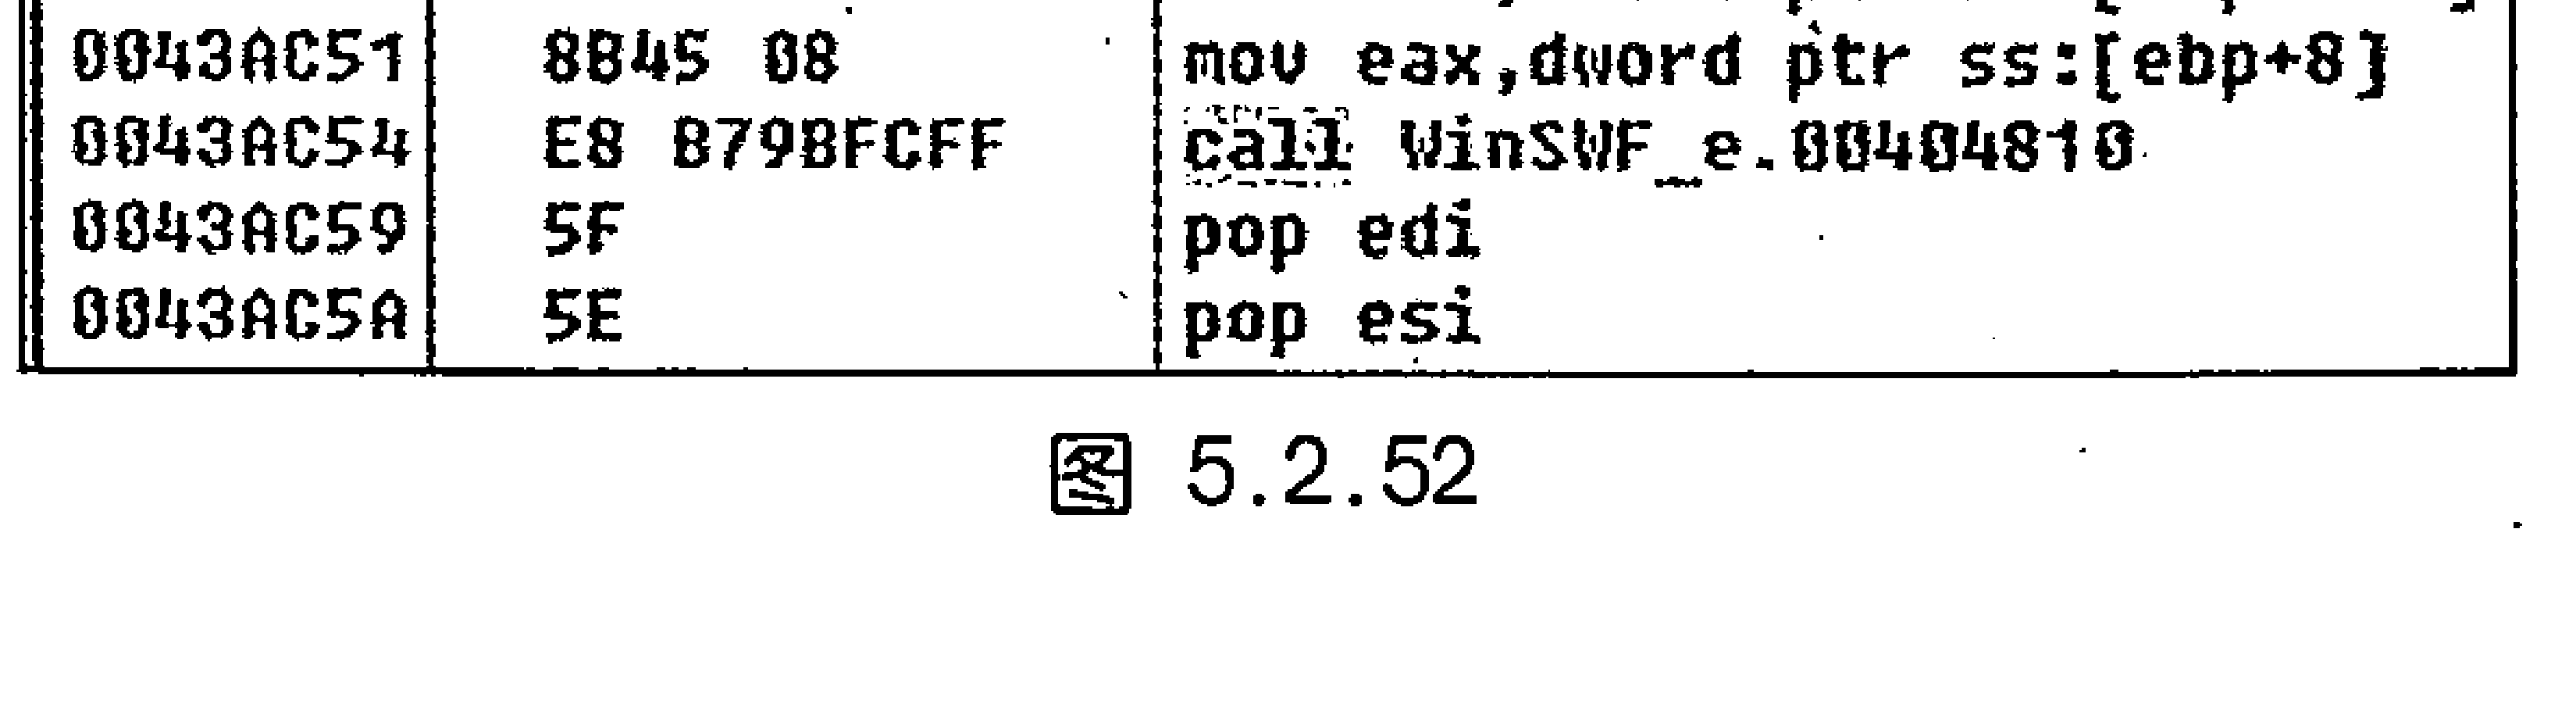 0043AC51 8B45 08 mov eax,dword ptr ss:[ebp+8]
0043AC54 E8 B79BFCFF call WinSWF_e.00404810
0043AC59 5F pop edi
0043AC5A 5E pop esi
图 5.2.52